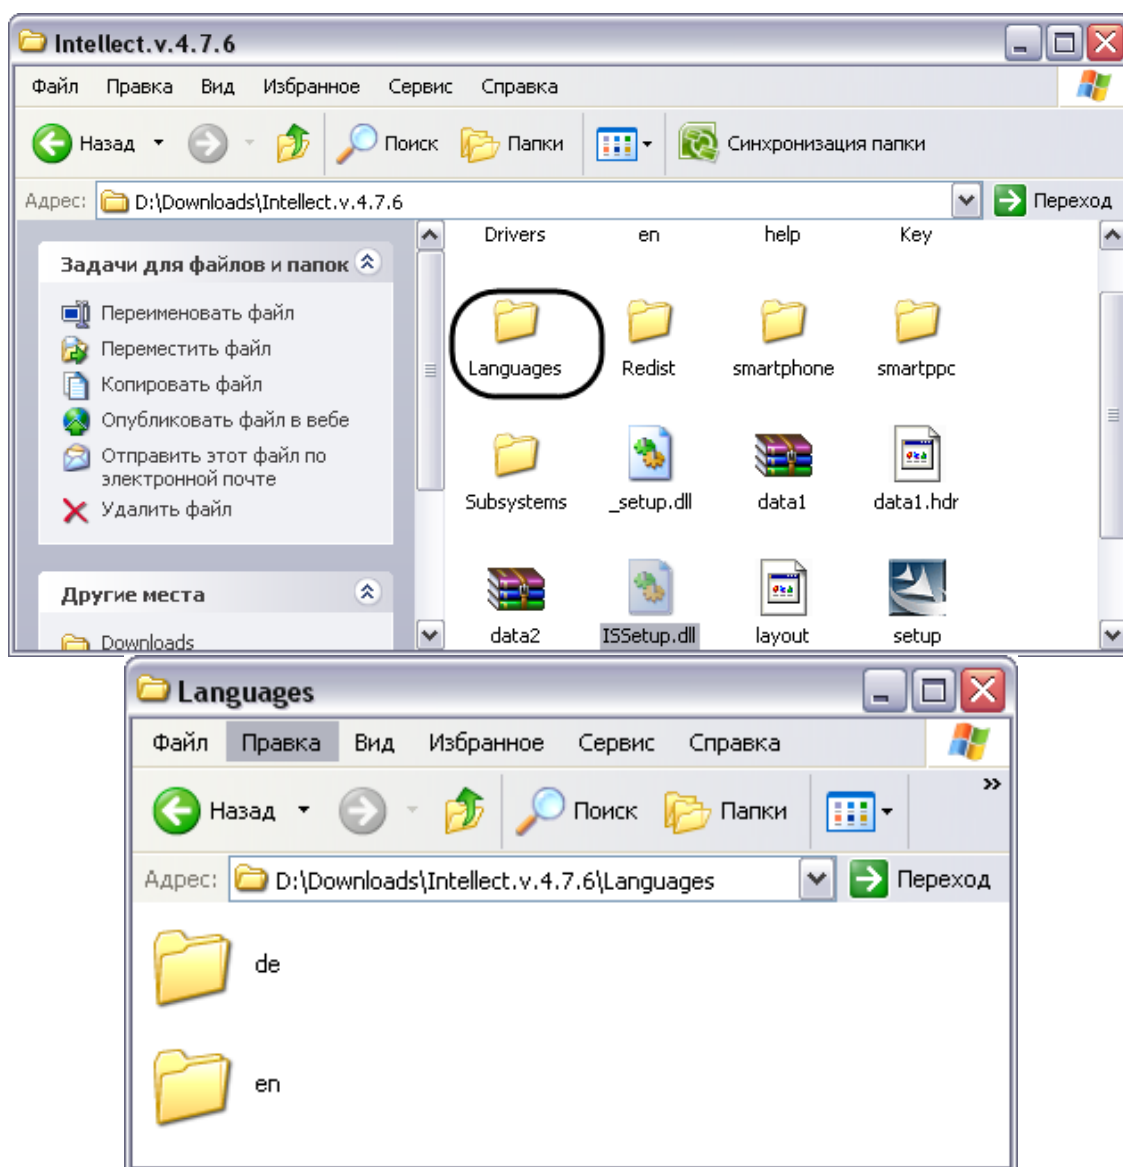 Intellect.v.4.7.6
Файл Правка Вид Избранное Сервис Справка
Назад Поиск Папки Синхронизация папки
Адрес: D:\Downloads\Intellect.v.4.7.6 Переход
Задачи для файлов и папок
Переименовать файл
Переместить файл
Копировать файл
Опубликовать файл в вебе
Отправить этот файл по
электронной почте
Удалить файл
Другие места
Downloads
Drivers en help Key
Languages Redist smartphone smartppc
Subsystems _setup.dll data1 data1.hdr
data2 ISSetup.dll layout setup
Languages
Файл Правка Вид Избранное Сервис Справка
Назад Поиск Папки »
Адрес: D:\Downloads\Intellect.v.4.7.6\Languages Переход
de
en